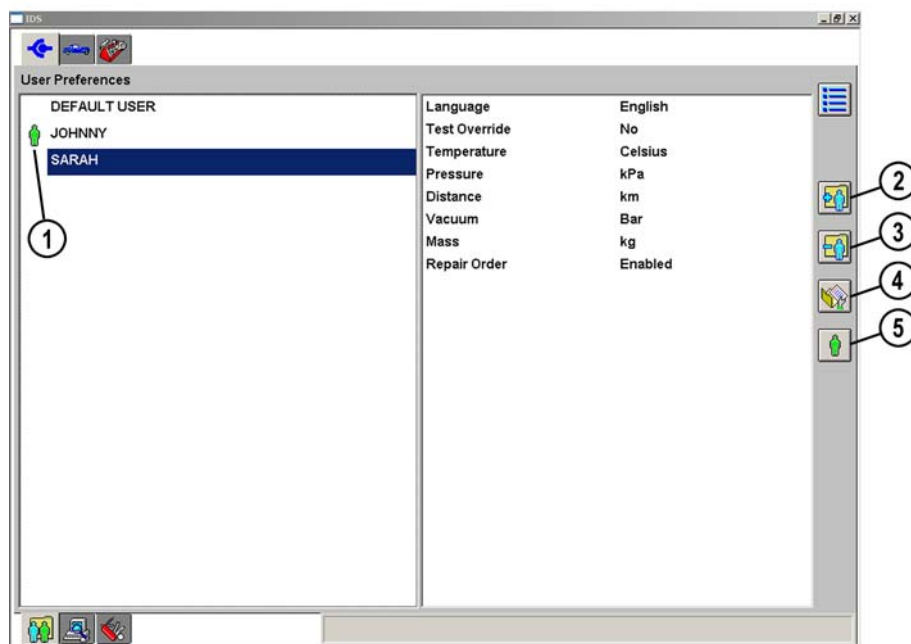 IDS
User Preferences
DEFAULT USER
JOHNNY
SARAH
Language English
Test Override No
Temperature Celsius
Pressure kPa
Distance km
Vacuum Bar
Mass kg
Repair Order Enabled
1
2
3
4
5